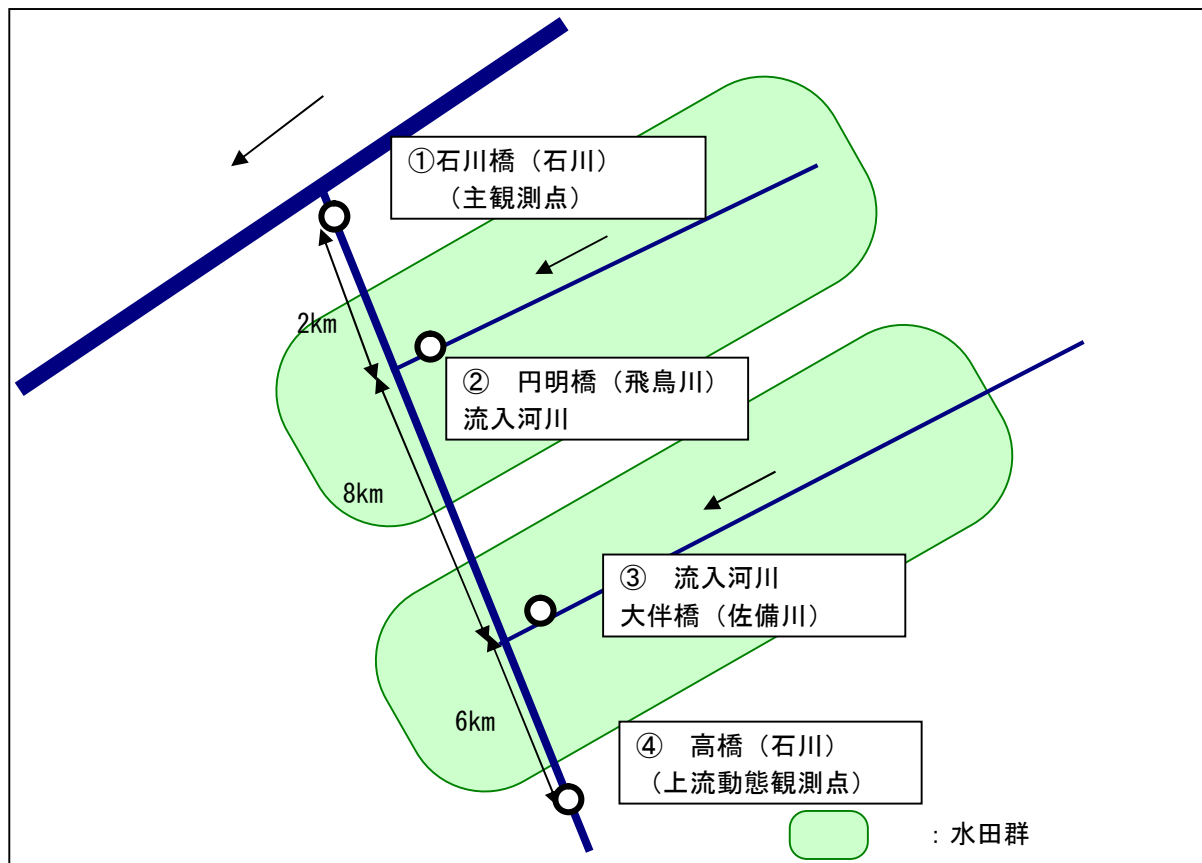 ①石川橋（石川）
（主観測点）
2km
② 円明橋（飛鳥川）
流入河川
8km
③ 流入河川
大伴橋（佐備川）
6km
④ 高橋（石川）
（上流動態観測点）
：水田群